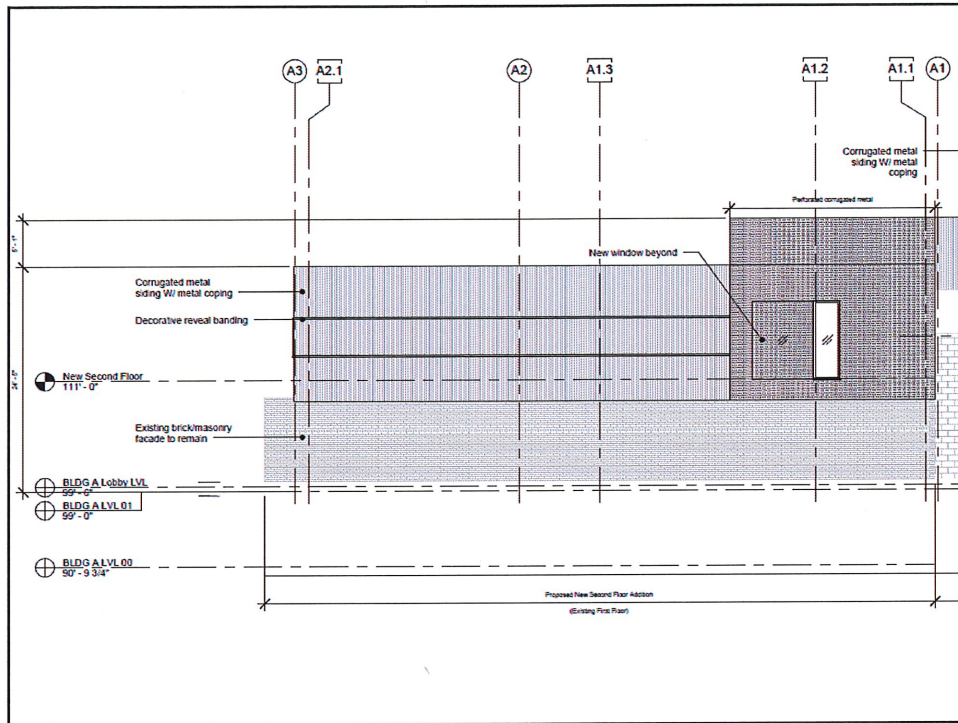 A3 A2.1 A2 A1.3 A1.2 A1.1 A1
Corrugated metal
siding W/ metal
coping
Perforated corrugated metal
New window beyond
Corrugated metal
siding W/ metal coping
Decorative reveal banding
New Second Floor
111' - 0"
Existing brick/masonry
facade to remain
BLDG A Lobby LVL
99' - 6"
BLDG A LVL 01
99' - 0"
BLDG A LVL 00
90' - 9 3/4"
Proposed New Second Floor Addition
(Existing First Floor)